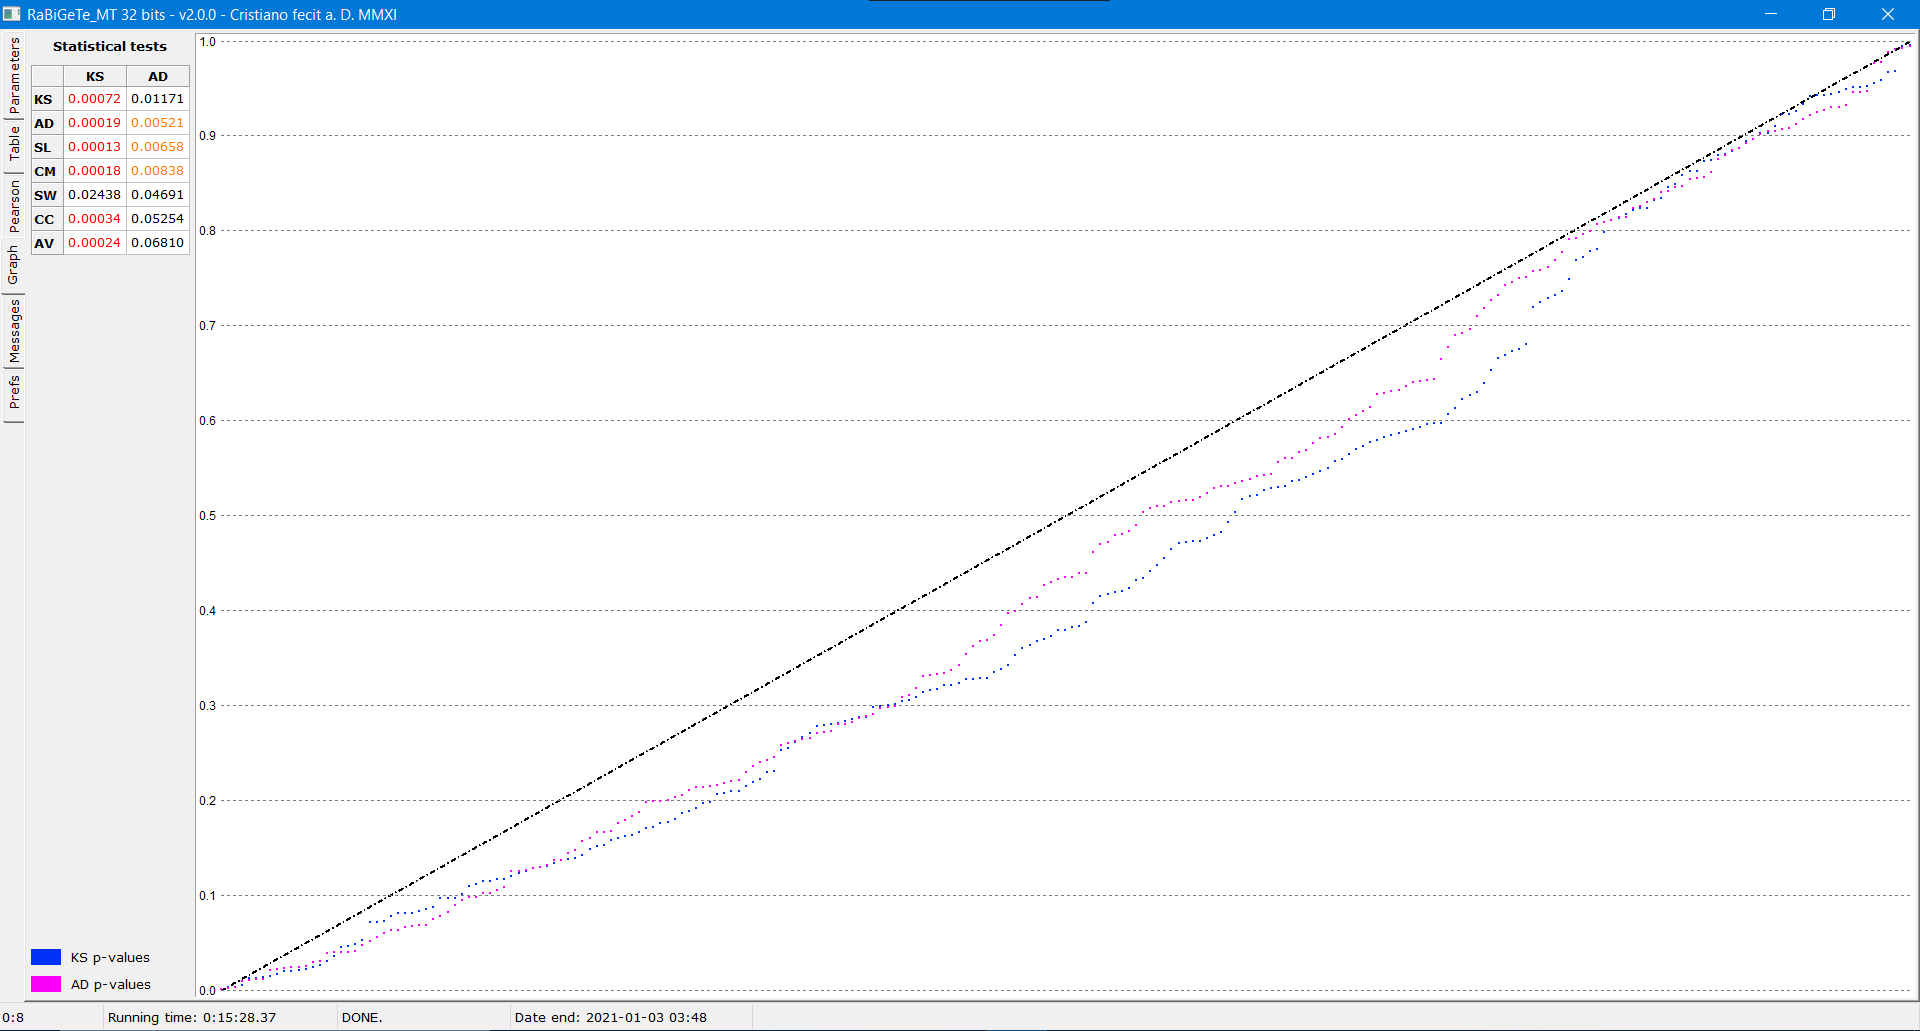 RaBiGeTe_MT 32 bits - v2.0.0 - Cristiano fecit a. D. MMXI
Parameters
Table
Pearson
Graph
Messages
Prefs
Statistical tests
KS AD
KS 0.00072 0.01171
AD 0.00019 0.00521
SL 0.00013 0.00658
CM 0.00018 0.00838
SW 0.02438 0.04691
CC 0.00034 0.05254
AV 0.00024 0.06810
1.0
0.9
0.8
0.7
0.6
0.5
0.4
0.3
0.2
0.1
0.0
KS p-values
AD p-values
0:8 Running time: 0:15:28.37 DONE. Date end: 2021-01-03 03:48